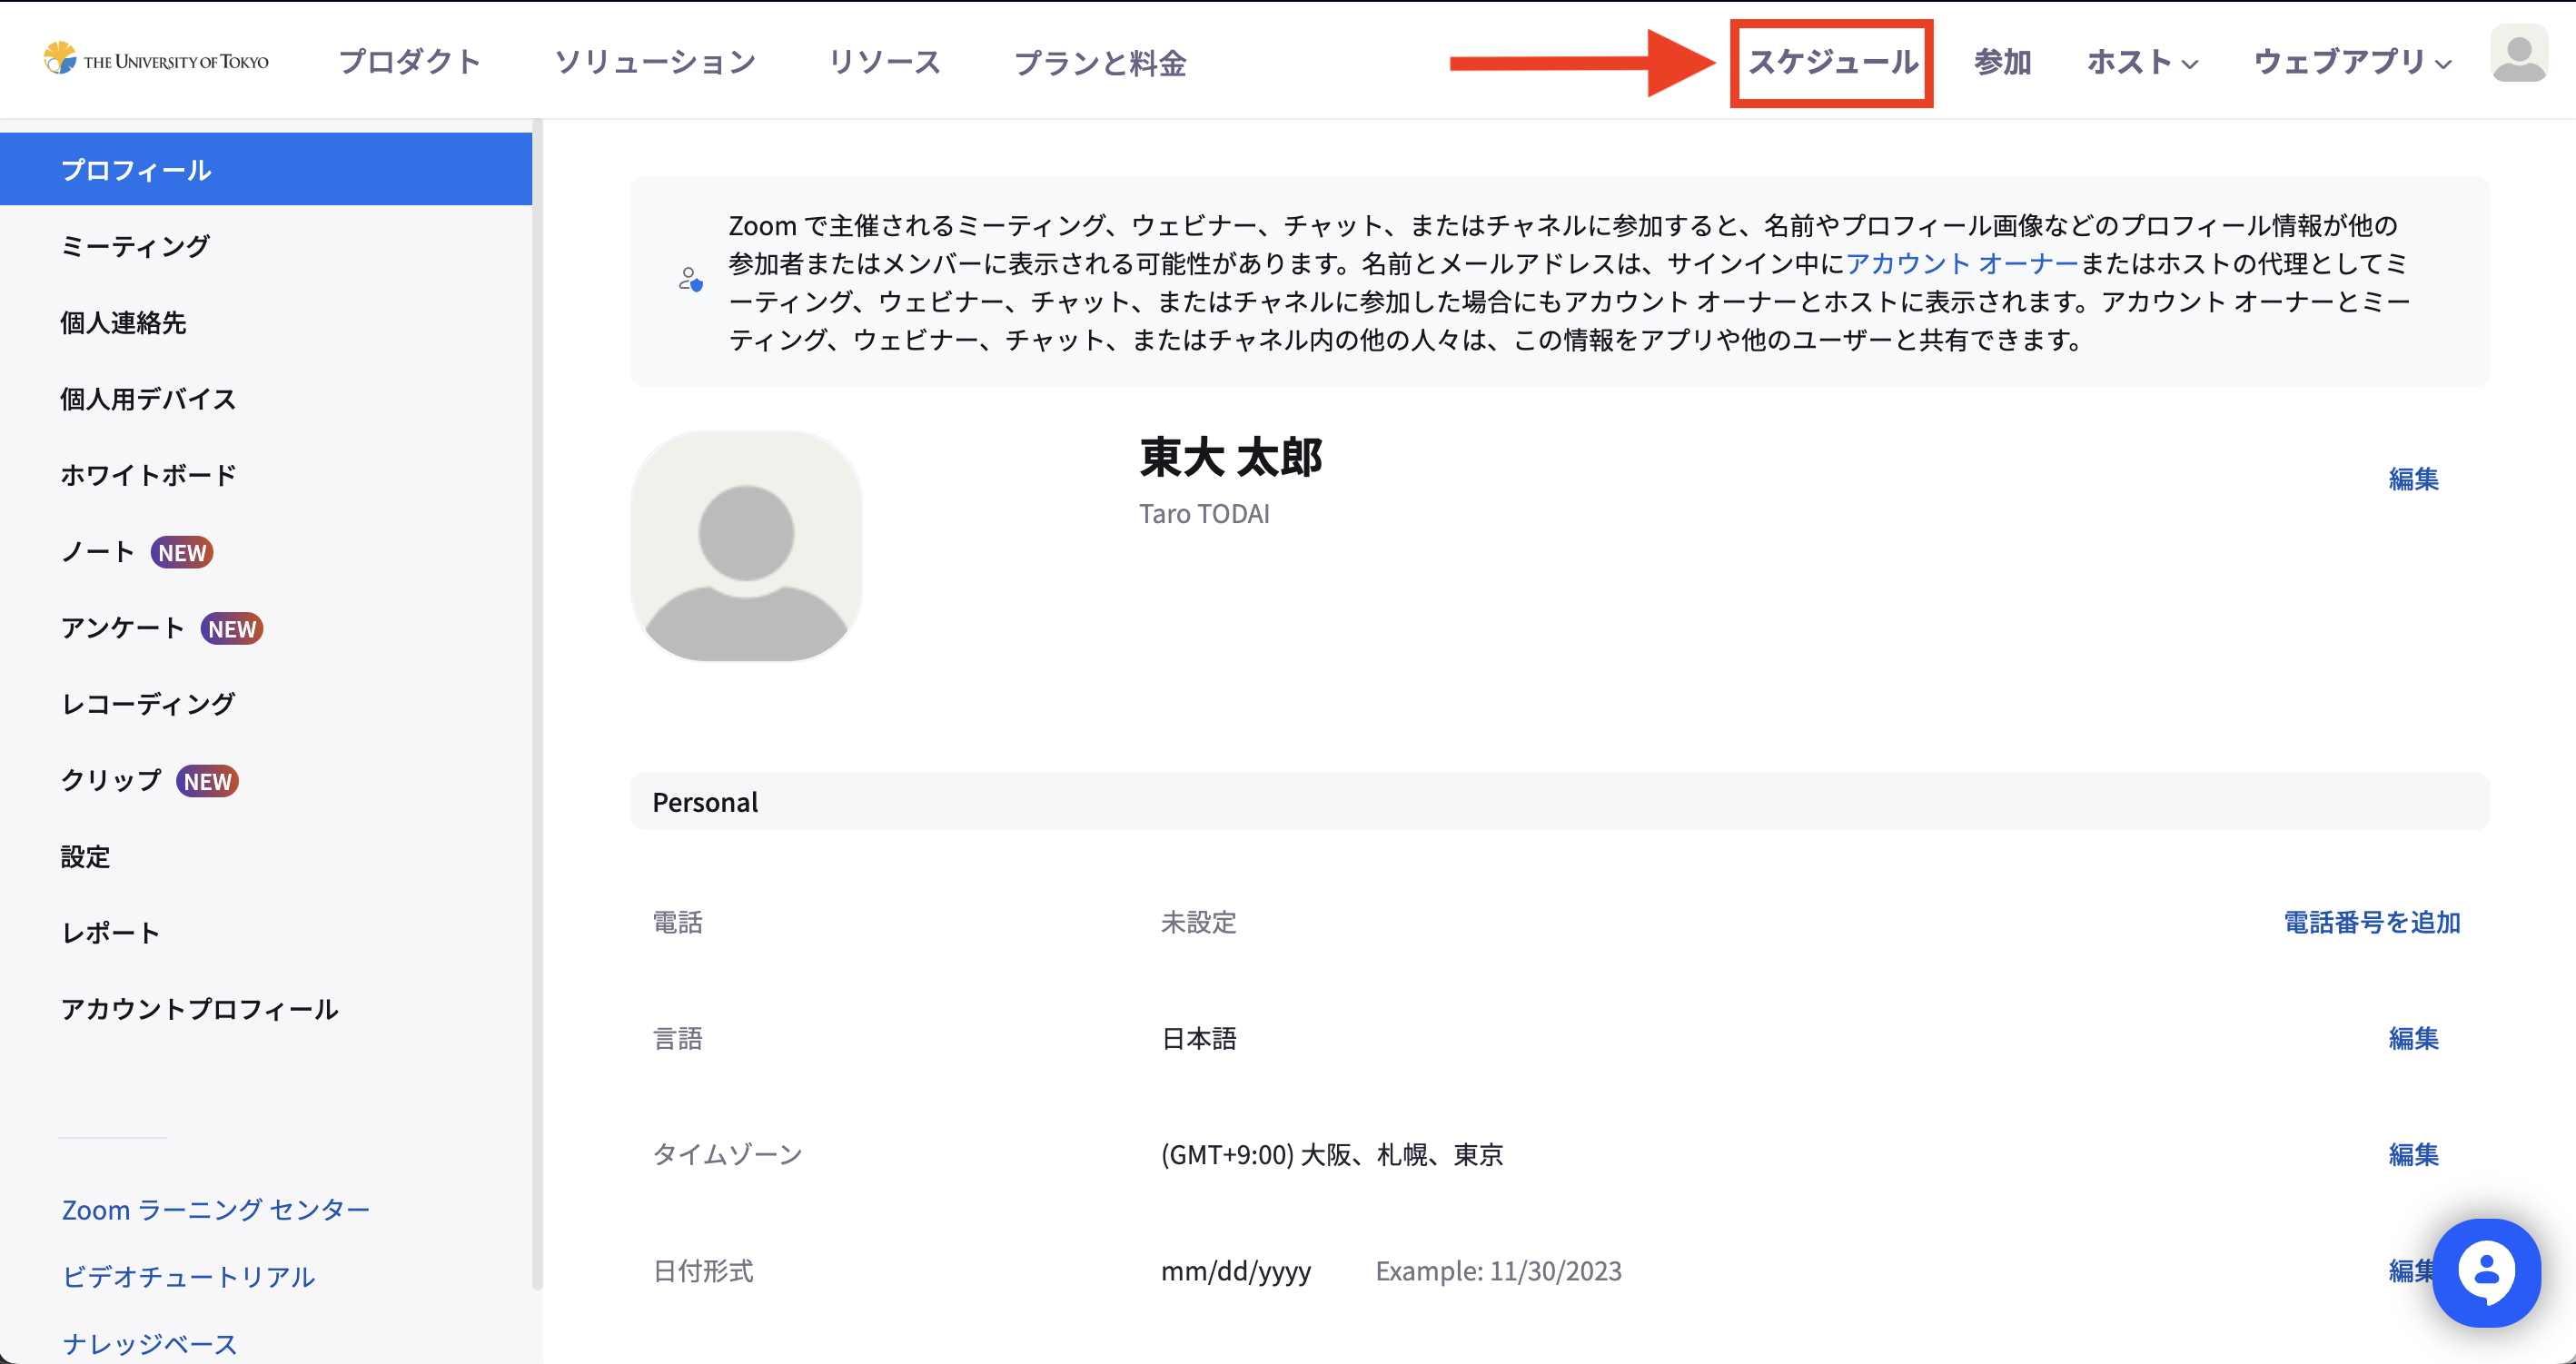 THE UNIVERSITY OF TOKYO
プロダクト
ソリューション
リソース
プランと料金
スケジュール
参加
ホスト
ウェブアプリ
プロフィール
ミーティング
個人連絡先
個人用デバイス
ホワイトボード
ノート NEW
アンケート NEW
レコーディング
クリップ NEW
設定
レポート
アカウントプロフィール
Zoom ラーニング センター
ビデオチュートリアル
ナレッジベース
Zoom で主催されるミーティング、ウェビナー、チャット、またはチャネルに参加すると、名前やプロフィール画像などのプロフィール情報が他の
参加者またはメンバーに表示される可能性があります。名前とメールアドレスは、サインイン中にアカウント オーナーまたはホストの代理としてミ
ーティング、ウェビナー、チャット、またはチャネルに参加した場合にもアカウント オーナーとホストに表示されます。アカウント オーナーとミー
ティング、ウェビナー、チャット、またはチャネル内の他の人々は、この情報をアプリや他のユーザーと共有できます。
東大 太郎
Taro TODAI
編集
Personal
電話 未設定 電話番号を追加
言語 日本語 編集
タイムゾーン (GMT+9:00) 大阪、札幌、東京 編集
日付形式 mm/dd/yyyy Example: 11/30/2023 編集